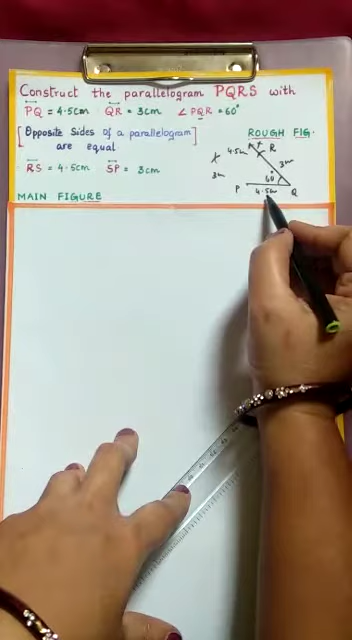 Construct the parallelogram PQRS with
PQ = 4.5cm QR = 3cm ∠PQR = 60°
[Opposite Sides of a parallelogram are equal]
ROUGH FIG.
RS = 4.5cm SP = 3cm
4.5cm R
3cm 3cm
60°
P Q
4.5cm
MAIN FIGURE